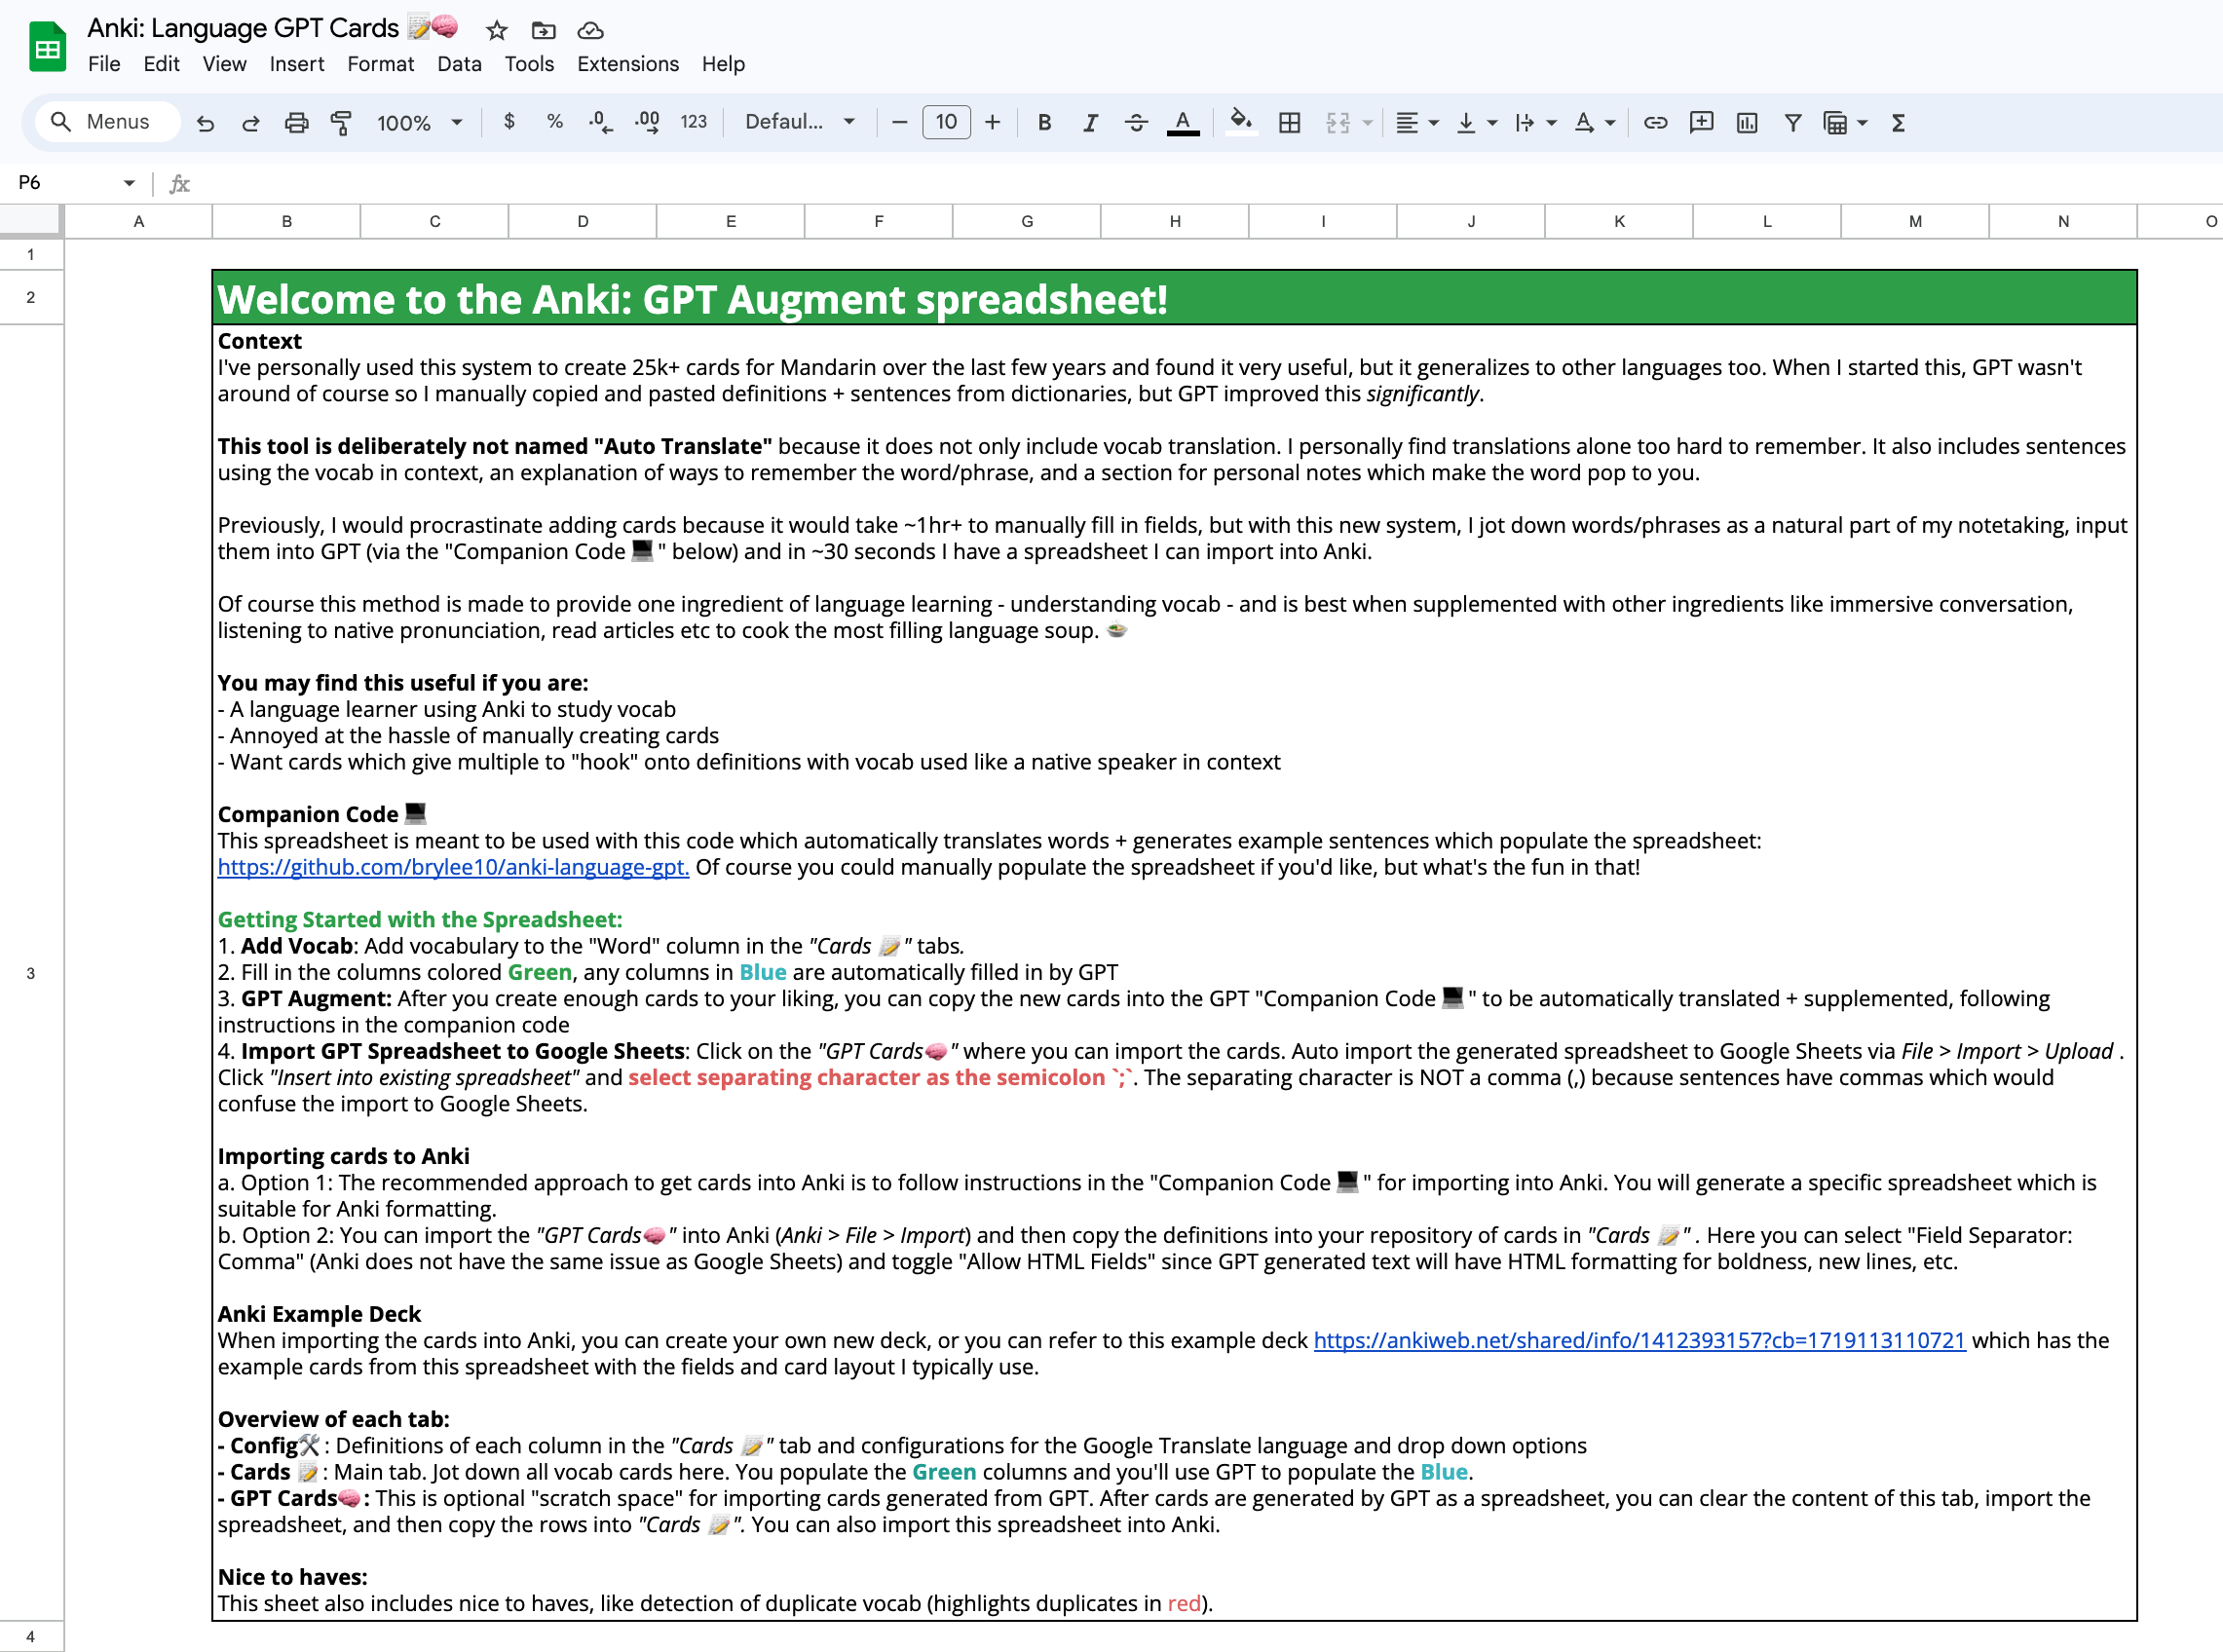 Anki: Language GPT Cards 📝🧠
File Edit View Insert Format Data Tools Extensions Help
Menus 100% $ % .0 .00 123 Defaul... − 10 + B I A A Σ
P6 fx
A B C D E F G H I J K L M N O
1
2 Welcome to the Anki: GPT Augment spreadsheet!
Context
I've personally used this system to create 25k+ cards for Mandarin over the last few years and found it very useful, but it generalizes to other languages too. When I started this, GPT wasn't
around of course so I manually copied and pasted definitions + sentences from dictionaries, but GPT improved this significantly.
This tool is deliberately not named "Auto Translate" because it does not only include vocab translation. I personally find translations alone too hard to remember. It also includes sentences
using the vocab in context, an explanation of ways to remember the word/phrase, and a section for personal notes which make the word pop to you.
Previously, I would procrastinate adding cards because it would take ~1hr+ to manually fill in fields, but with this new system, I jot down words/phrases as a natural part of my notetaking, input
them into GPT (via the "Companion Code 💻" below) and in ~30 seconds I have a spreadsheet I can import into Anki.
Of course this method is made to provide one ingredient of language learning - understanding vocab - and is best when supplemented with other ingredients like immersive conversation,
listening to native pronunciation, read articles etc to cook the most filling language soup. 🍲
You may find this useful if you are:
- A language learner using Anki to study vocab
- Annoyed at the hassle of manually creating cards
- Want cards which give multiple to "hook" onto definitions with vocab used like a native speaker in context
Companion Code 💻
This spreadsheet is meant to be used with this code which automatically translates words + generates example sentences which populate the spreadsheet:
https://github.com/brylee10/anki-language-gpt. Of course you could manually populate the spreadsheet if you'd like, but what's the fun in that!
Getting Started with the Spreadsheet:
1. Add Vocab: Add vocabulary to the "Word" column in the "Cards 📝" tabs.
3 2. Fill in the columns colored Green, any columns in Blue are automatically filled in by GPT
3. GPT Augment: After you create enough cards to your liking, you can copy the new cards into the GPT "Companion Code 💻" to be automatically translated + supplemented, following
instructions in the companion code
4. Import GPT Spreadsheet to Google Sheets: Click on the "GPT Cards🧠" where you can import the cards. Auto import the generated spreadsheet to Google Sheets via File > Import > Upload .
Click "Insert into existing spreadsheet" and select separating character as the semicolon `;`. The separating character is NOT a comma (,) because sentences have commas which would
confuse the import to Google Sheets.
Importing cards to Anki
a. Option 1: The recommended approach to get cards into Anki is to follow instructions in the "Companion Code 💻" for importing into Anki. You will generate a specific spreadsheet which is
suitable for Anki formatting.
b. Option 2: You can import the "GPT Cards🧠" into Anki (Anki > File > Import) and then copy the definitions into your repository of cards in "Cards 📝" . Here you can select "Field Separator:
Comma" (Anki does not have the same issue as Google Sheets) and toggle "Allow HTML Fields" since GPT generated text will have HTML formatting for boldness, new lines, etc.
Anki Example Deck
When importing the cards into Anki, you can create your own new deck, or you can refer to this example deck https://ankiweb.net/shared/info/1412393157?cb=1719113110721 which has the
example cards from this spreadsheet with the fields and card layout I typically use.
Overview of each tab:
- Config🛠️: Definitions of each column in the "Cards 📝" tab and configurations for the Google Translate language and drop down options
- Cards 📝: Main tab. Jot down all vocab cards here. You populate the Green columns and you'll use GPT to populate the Blue.
- GPT Cards🧠: This is optional "scratch space" for importing cards generated from GPT. After cards are generated by GPT as a spreadsheet, you can clear the content of this tab, import the
spreadsheet, and then copy the rows into "Cards 📝". You can also import this spreadsheet into Anki.
Nice to haves:
This sheet also includes nice to haves, like detection of duplicate vocab (highlights duplicates in red).
4